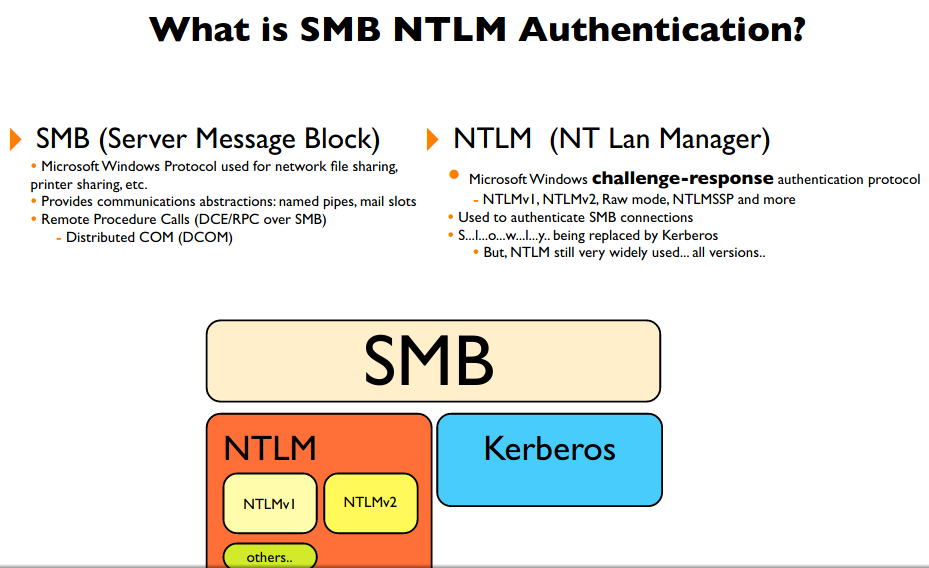 What is SMB NTLM Authentication?
SMB (Server Message Block)
• Microsoft Windows Protocol used for network file sharing,
printer sharing, etc.
• Provides communications abstractions: named pipes, mail slots
• Remote Procedure Calls (DCE/RPC over SMB)
- Distributed COM (DCOM)
NTLM (NT Lan Manager)
• Microsoft Windows challenge-response authentication protocol
- NTLMv1, NTLMv2, Raw mode, NTLMSSP and more
• Used to authenticate SMB connections
• S...l...o...w...l...y.. being replaced by Kerberos
• But, NTLM still very widely used... all versions..
SMB
NTLM
Kerberos
NTLMv1
NTLMv2
others..